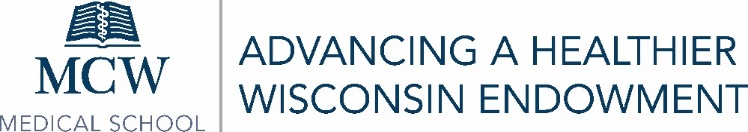 MCW
MEDICAL SCHOOL
ADVANCING A HEALTHIER
WISCONSIN ENDOWMENT